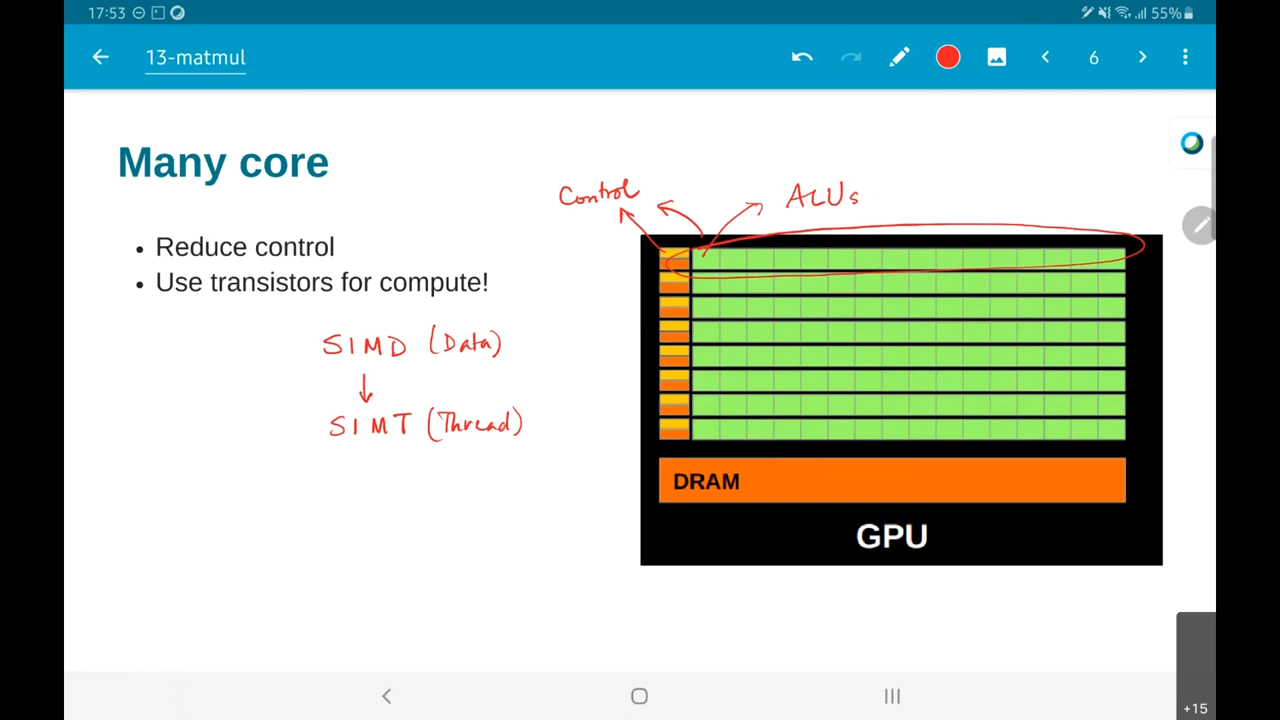 17:53
55%
13-matmul
6
Many core
Control
ALUs
• Reduce control
• Use transistors for compute!
SIMD (Data)
SIMT (Thread)
DRAM
GPU
+15